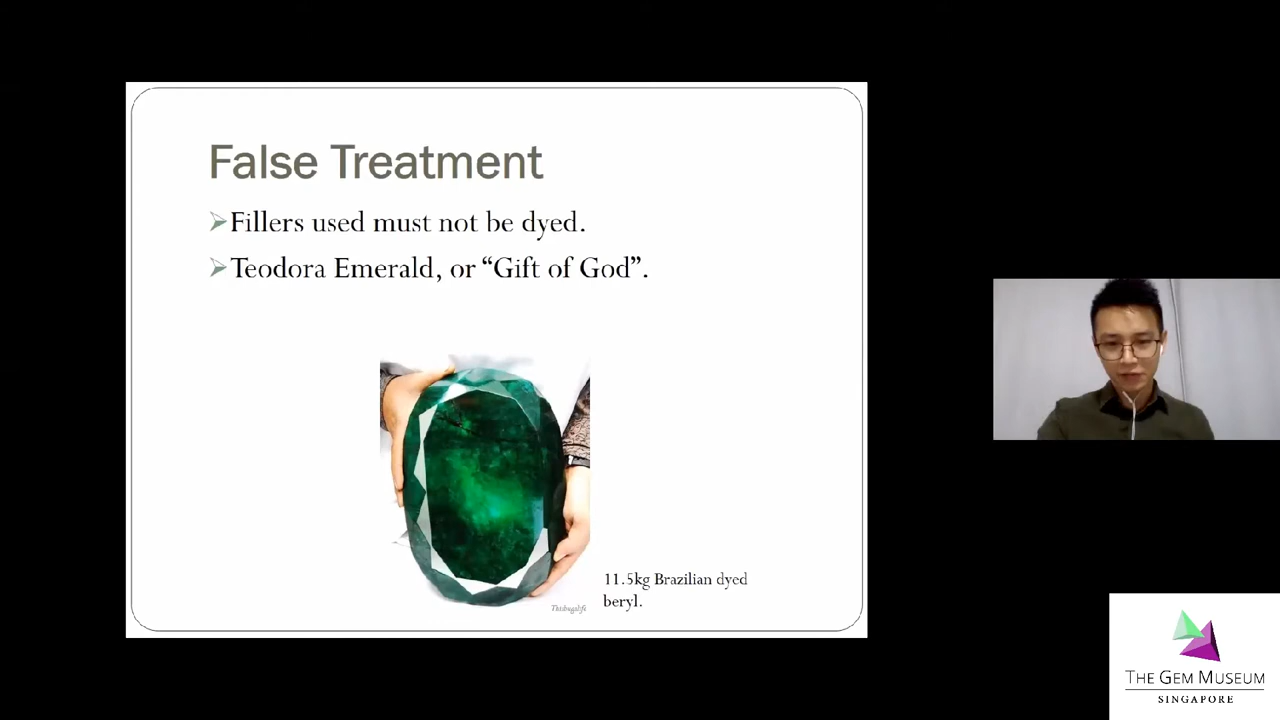 False Treatment
Fillers used must not be dyed.
Teodora Emerald, or “Gift of God”.
11.5kg Brazilian dyed
beryl.
Thisbugslife
THE GEM MUSEUM
SINGAPORE